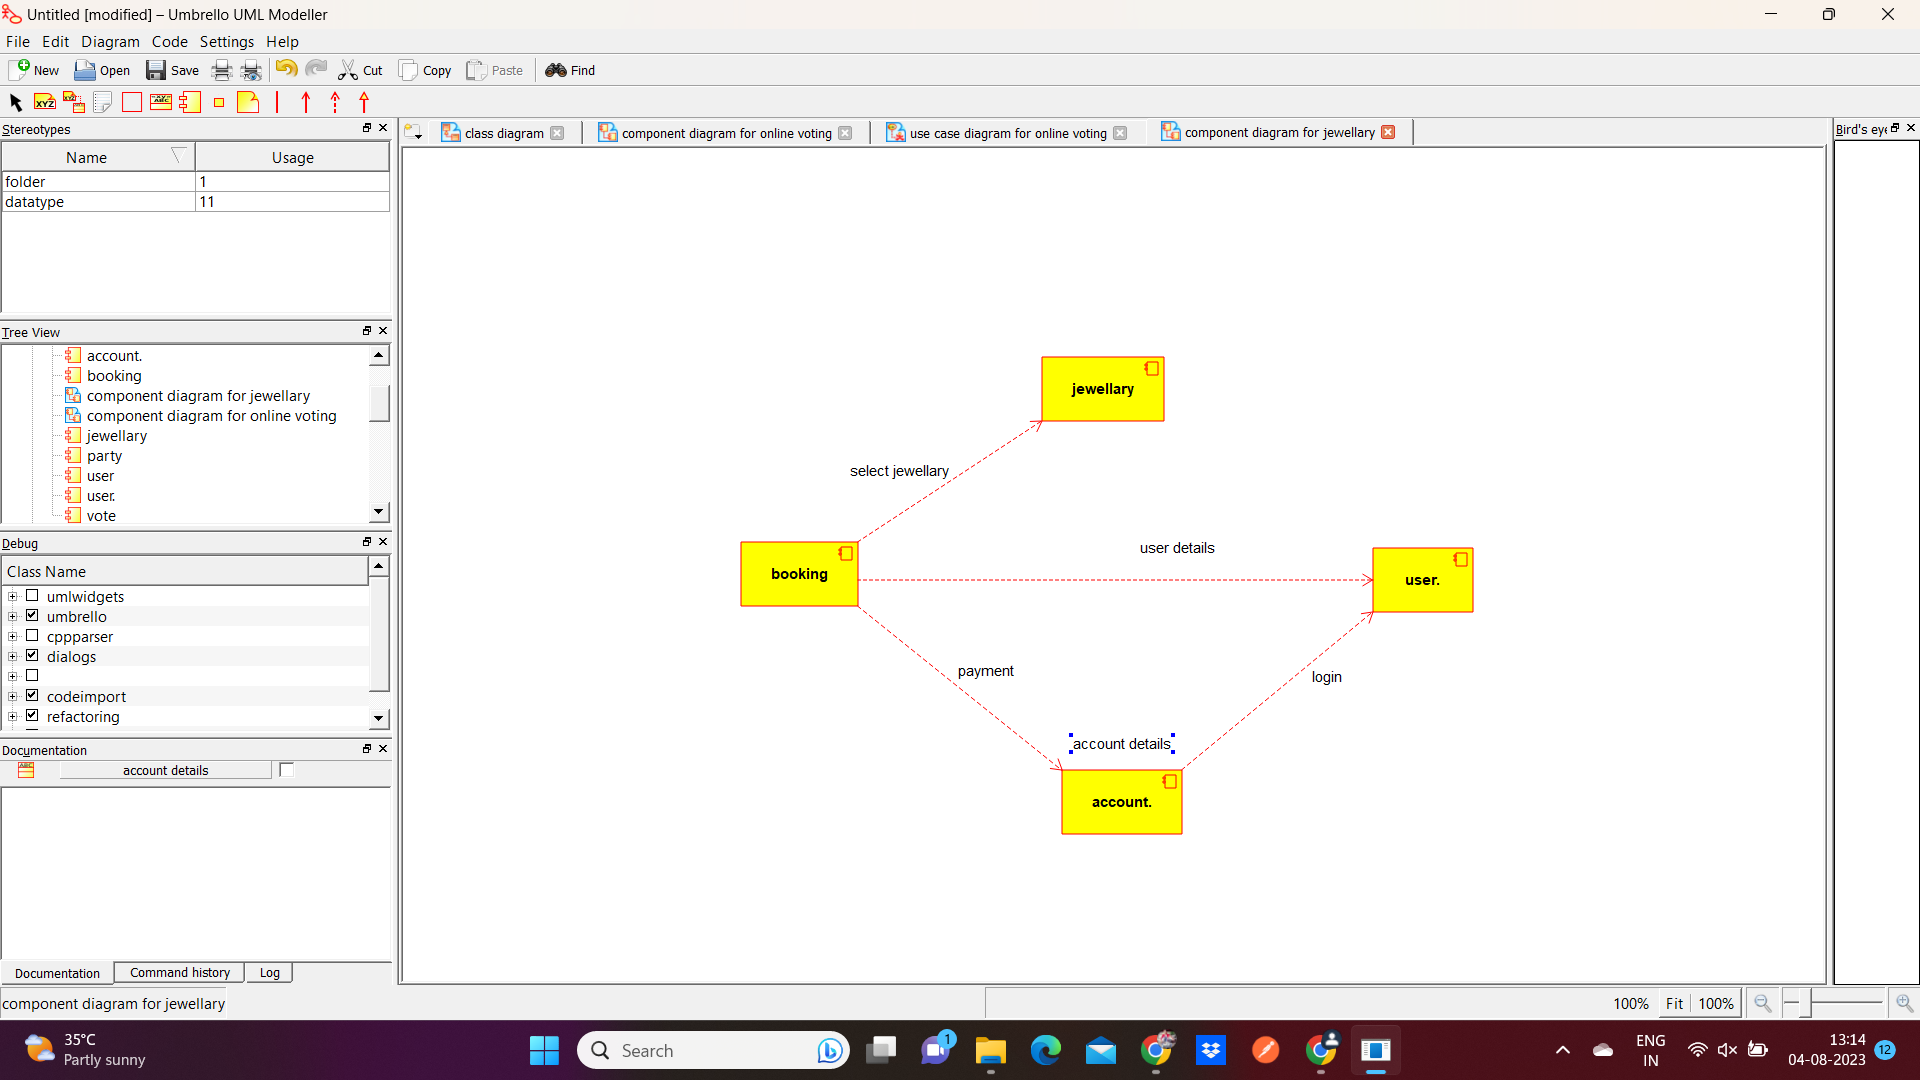 Untitled [modified] – Umbrello UML Modeller
File Edit Diagram Code Settings Help
New Open Save Cut Copy Paste Find
XYZ
Stereotypes
Name Usage
folder 1
datatype 11
Tree View
account.
booking
component diagram for jewellary
component diagram for online voting
jewellary
party
user
user.
vote
Debug
Class Name
umlwidgets
umbrello
cppparser
dialogs
codeimport
refactoring
Documentation
account details
Documentation Command history Log
component diagram for jewellary
class diagram component diagram for online voting use case diagram for online voting component diagram for jewellary
Bird's eye
jewellary
select jewellary
user details
booking
user.
payment
login
account details
account.
100% Fit 100%
35°C
Partly sunny
Search
1
ENG
IN
13:14
04-08-2023
12